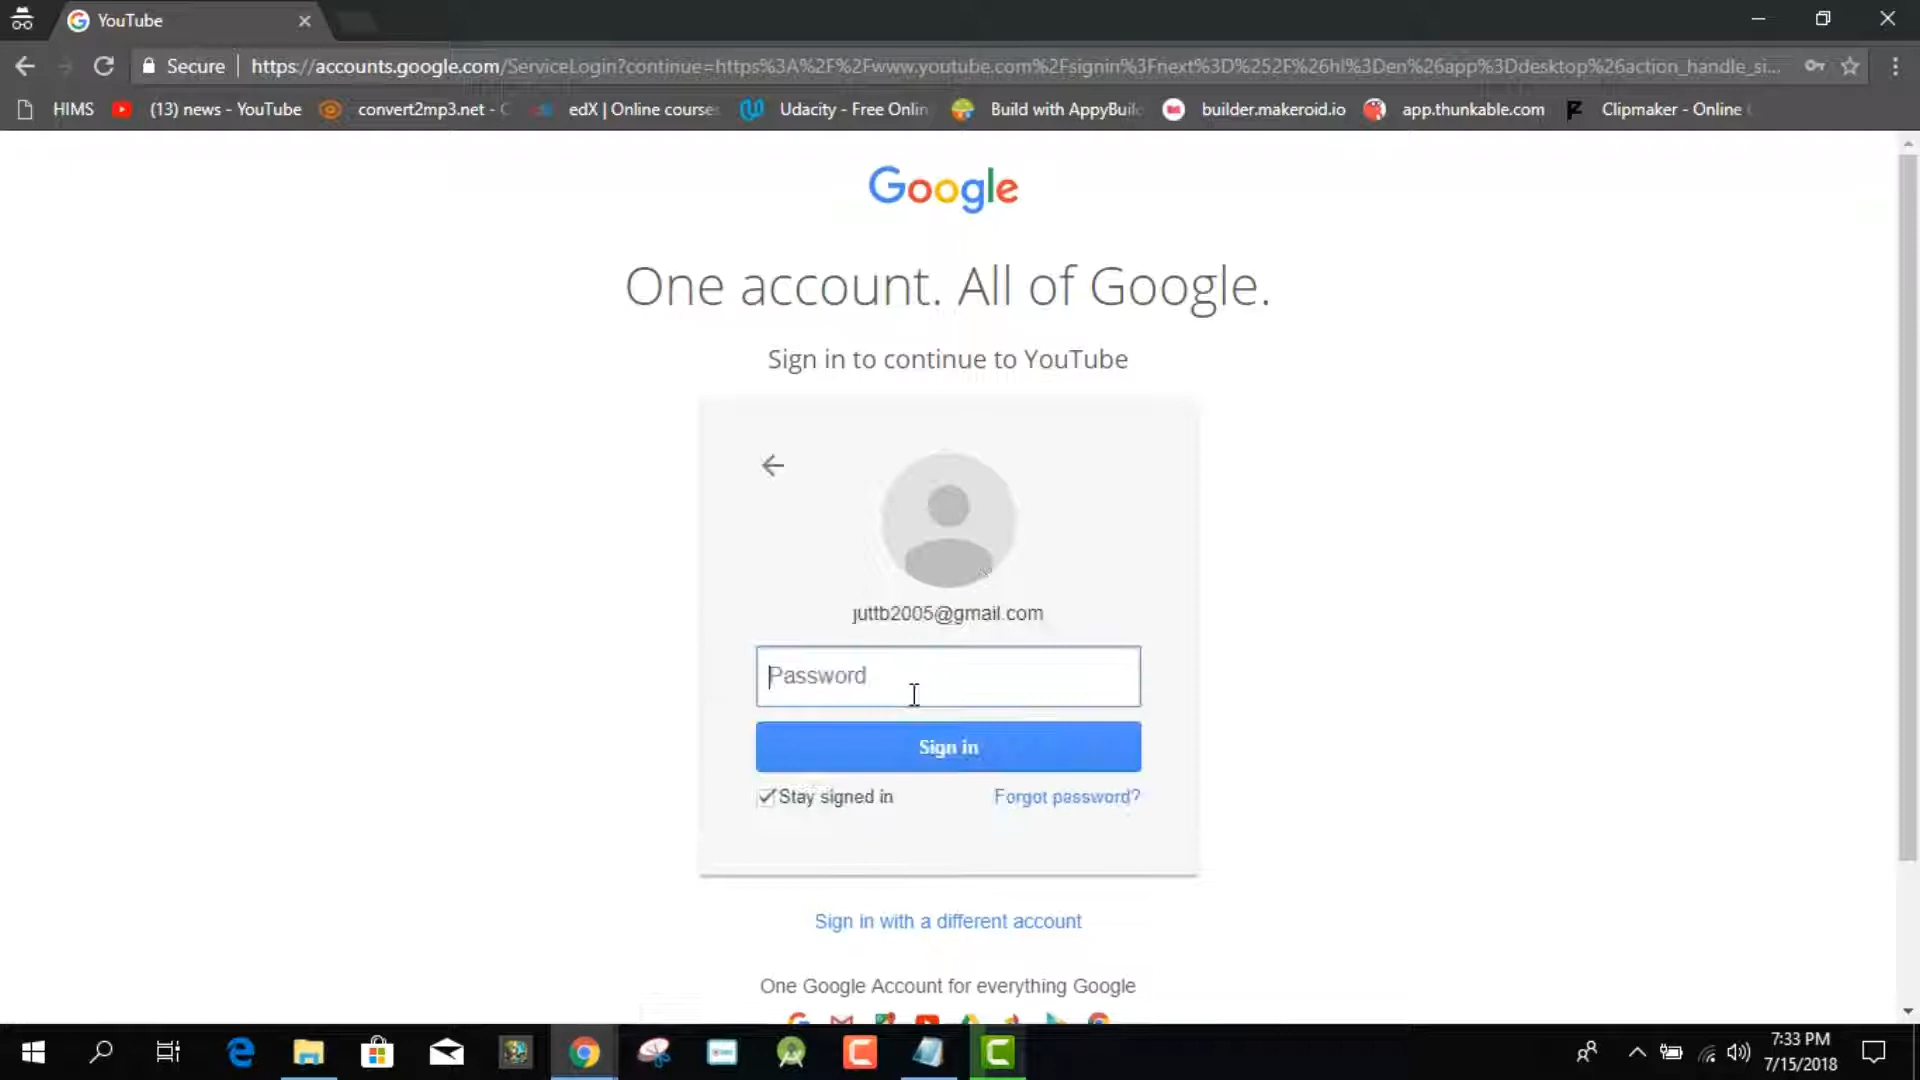 YouTube
Secure
https://accounts.google.com/ServiceLogin?continue=https%3A%2F%2Fwww.youtube.com%2Fsignin%3Fnext%3D%252F%26hl%3Den%26app%3Ddesktop%26action_handle_si...
HIMS
(13) news - YouTube
convert2mp3.net -
edX | Online course
Udacity - Free Onlin
Build with AppyBuil
builder.makeroid.io
app.thunkable.com
Clipmaker - Online
Google
One account. All of Google.
Sign in to continue to YouTube
juttb2005@gmail.com
Password
Sign in
Stay signed in
Forgot password?
Sign in with a different account
One Google Account for everything Google
7:33 PM
7/15/2018